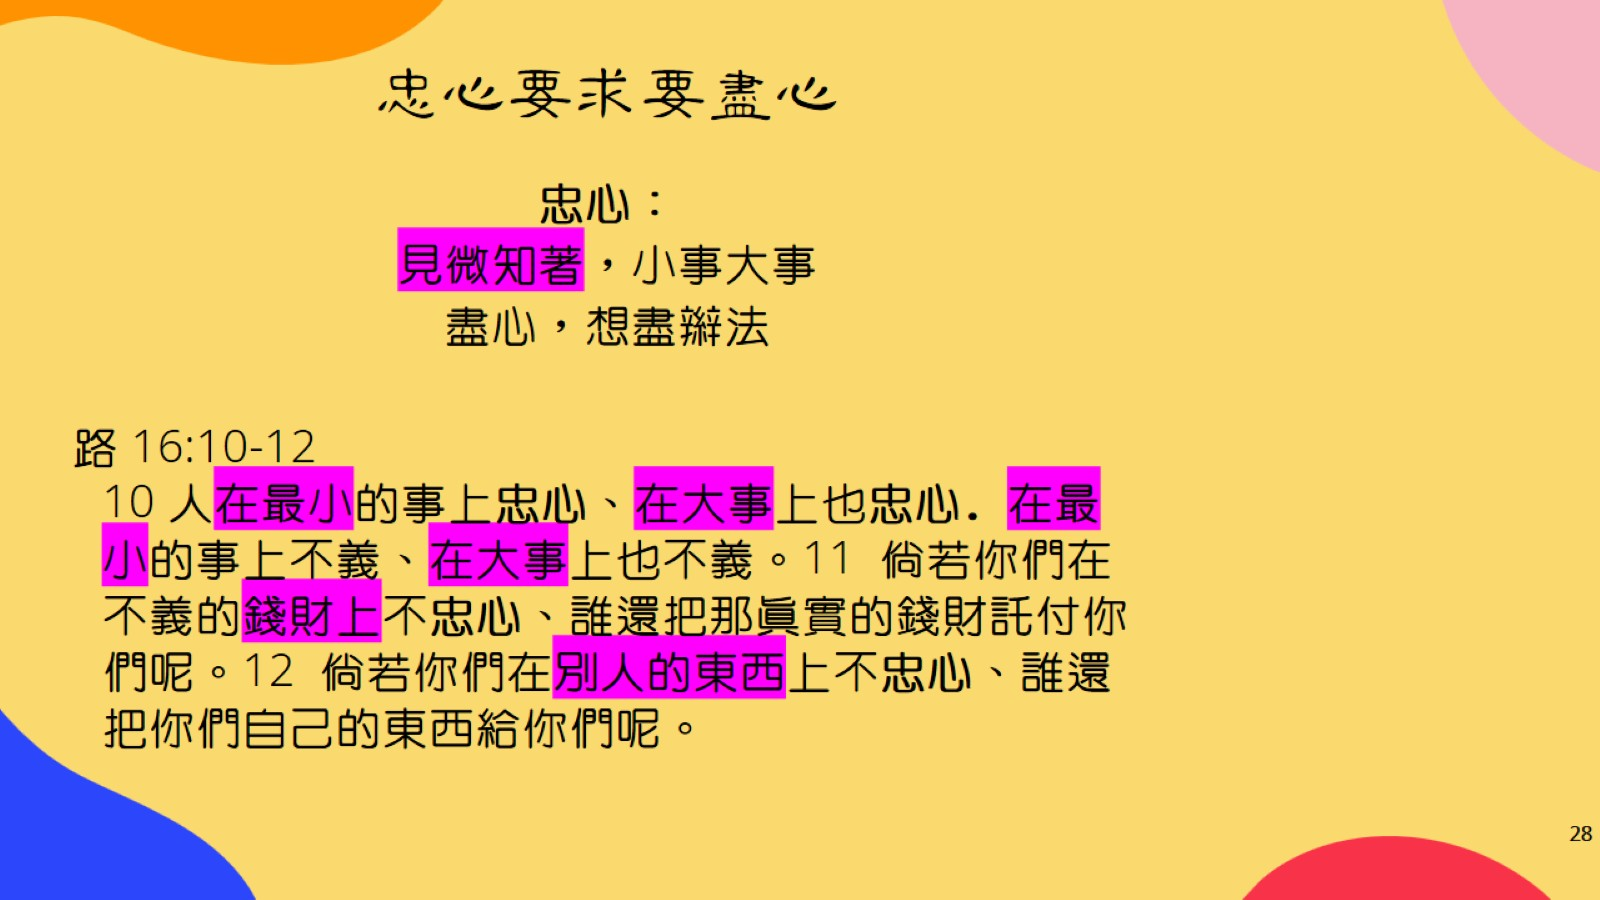 忠心要求要盡心
忠心：
見微知著，小事大事
盡心，想盡辦法
路 16:10-12
10 人在最小的事上忠心、在大事上也忠心. 在最
小的事上不義、在大事上也不義。11 倘若你們在
不義的錢財上不忠心、誰還把那眞實的錢財託付你
們呢。12 倘若你們在別人的東西上不忠心、誰還
把你們自己的東西給你們呢。
28